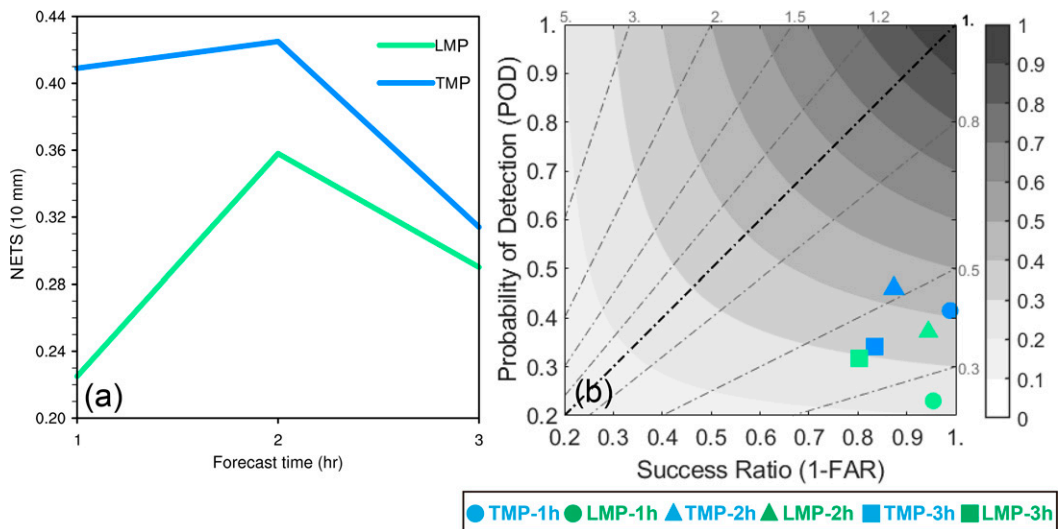 0.44
0.40
0.36
0.32
0.28
0.24
0.20
NETS (10 mm)
LMP
TMP
(a)
1 2 3
Forecast time (hr)
5. 3. 2. 1.5 1.2 1.
0.8
0.5
0.3
1.
0.9
0.8
0.7
0.6
0.5
0.4
0.3
0.2
Probability of Detection (POD)
(b)
0.2 0.3 0.4 0.5 0.6 0.7 0.8 0.9 1.
Success Ratio (1-FAR)
1
0.9
0.8
0.7
0.6
0.5
0.4
0.3
0.2
0.1
0
TMP-1h LMP-1h TMP-2h LMP-2h TMP-3h LMP-3h